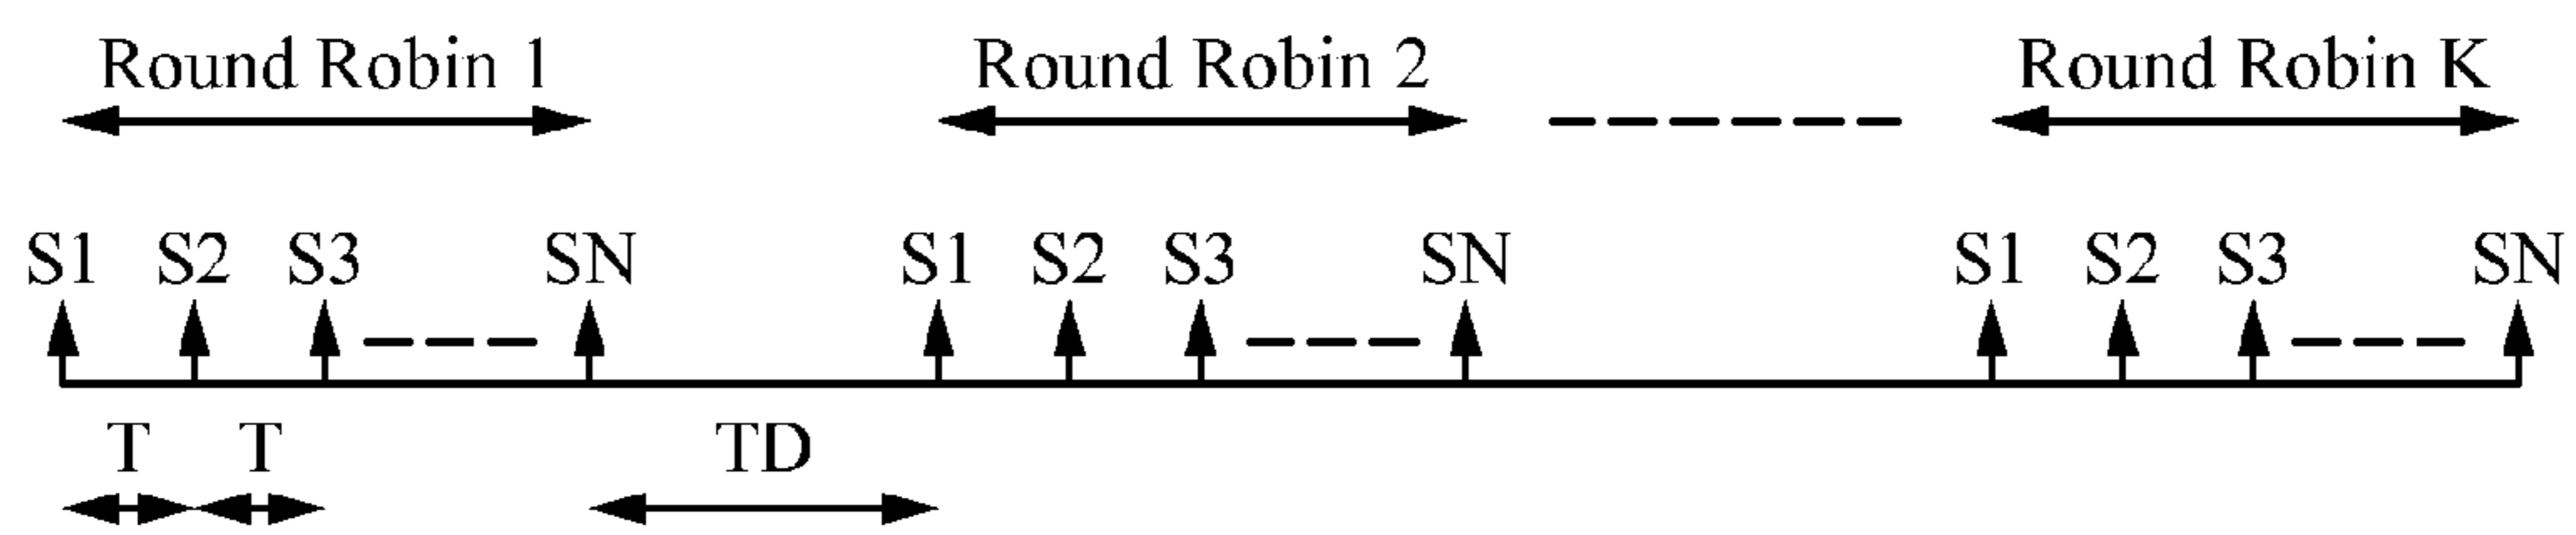 Round Robin 1 Round Robin 2 Round Robin K
S1 S2 S3 SN S1 S2 S3 SN S1 S2 S3 SN
T T TD